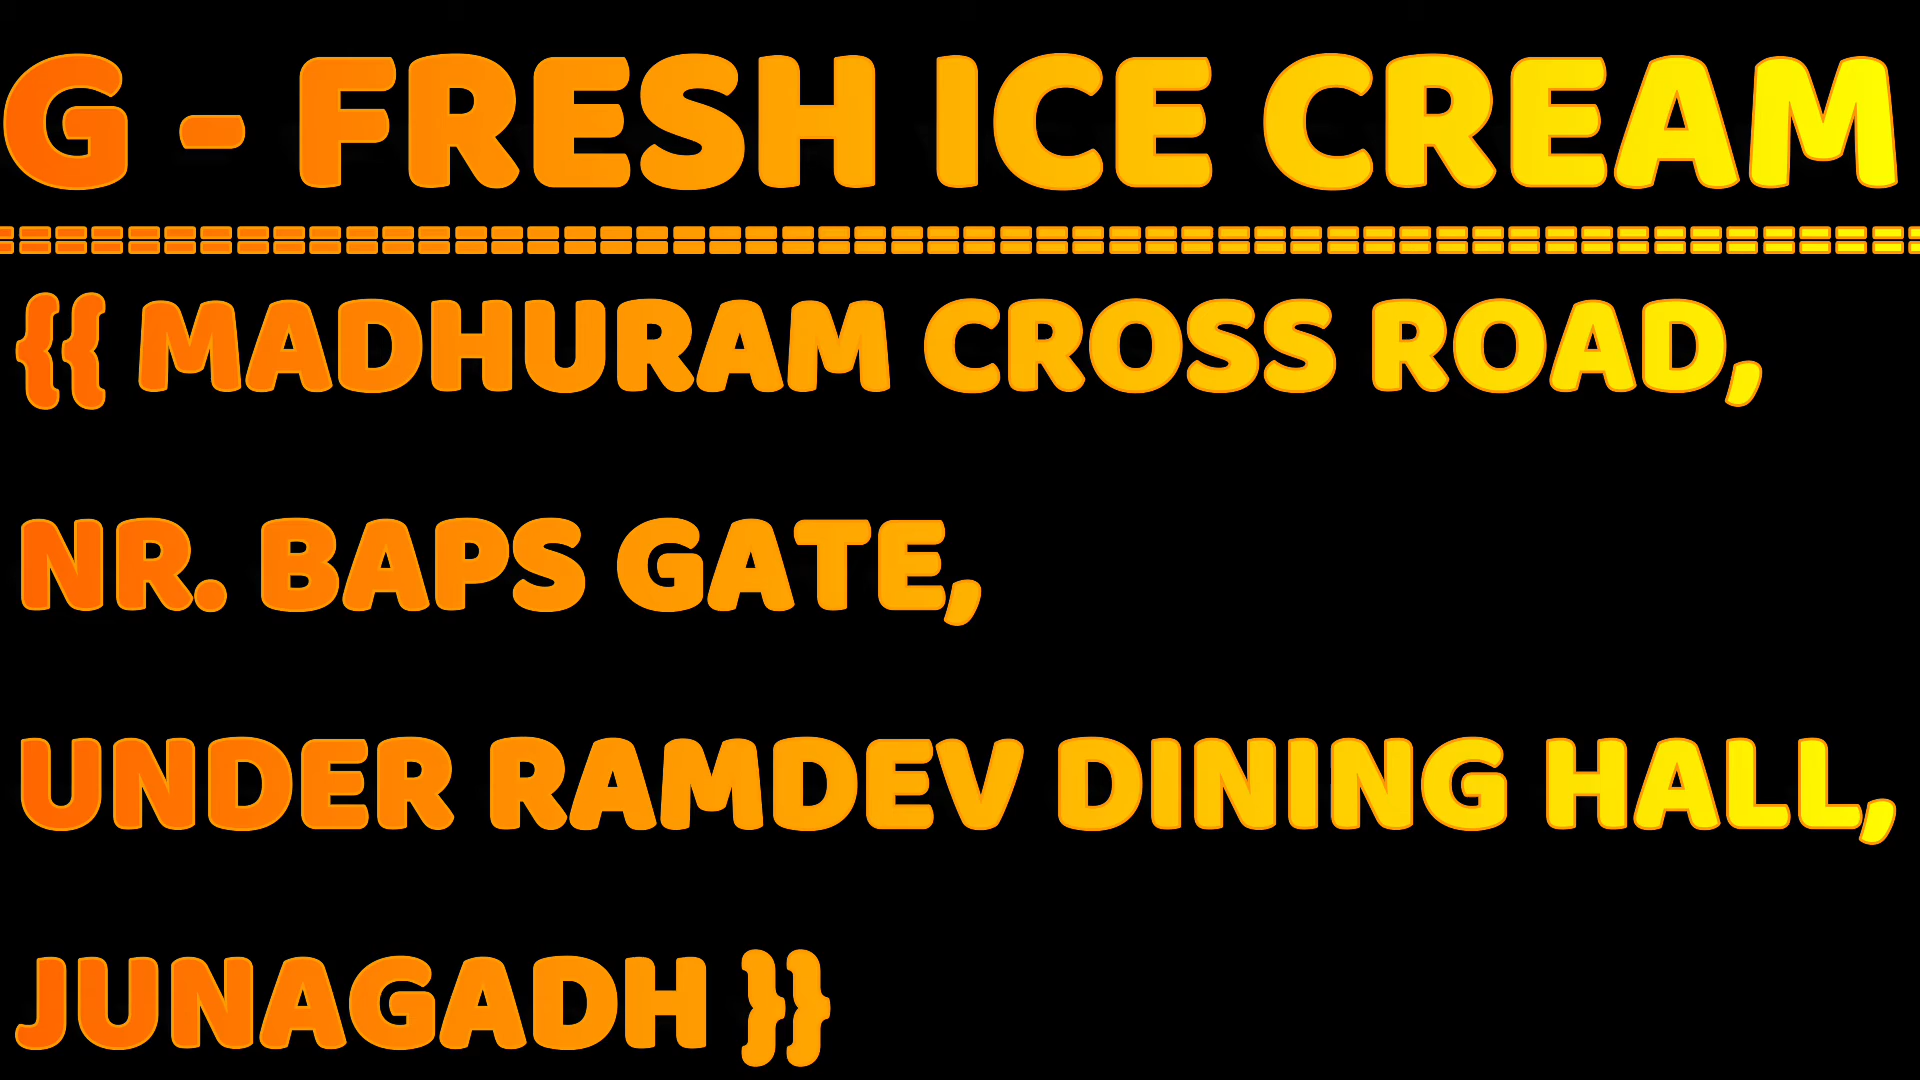 G - FRESH ICE CREAM
=====================================================
{{ MADHURAM CROSS ROAD,
NR. BAPS GATE,
UNDER RAMDEV DINING HALL,
JUNAGADH }}